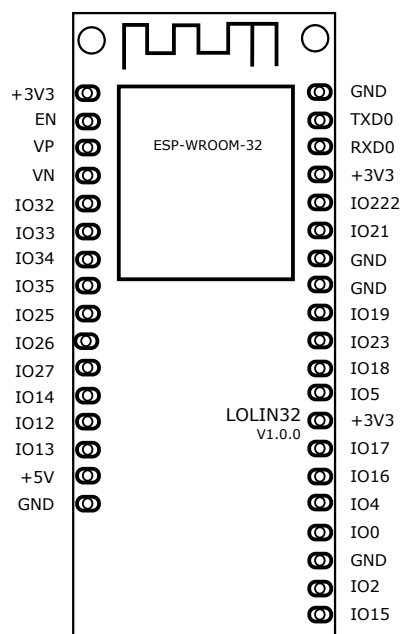 +3V3
EN
VP
VN
IO32
IO33
IO34
IO35
IO25
IO26
IO27
IO14
IO12
IO13
+5V
GND
ESP-WROOM-32
LOLIN32
V1.0.0
GND
TXD0
RXD0
+3V3
IO222
IO21
GND
GND
IO19
IO23
IO18
IO5
+3V3
IO17
IO16
IO4
IO0
GND
IO2
IO15